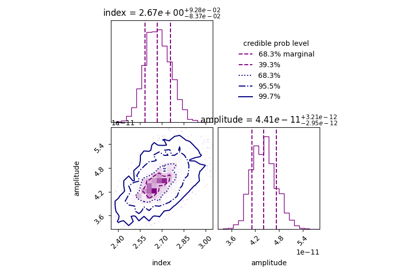 index = 2.67e+00+9.28e−02 −8.37e−02
credible prob level
68.3% marginal
39.3%
68.3%
95.5%
99.7%
1e−11
amplitude = 4.41e−11+3.21e−12 −2.95e−12
5.4
4.8
4.2
3.6
amplitude
2.40
2.55
2.70
2.85
3.00
index
3.6
4.2
4.8
5.4
1e−11
amplitude